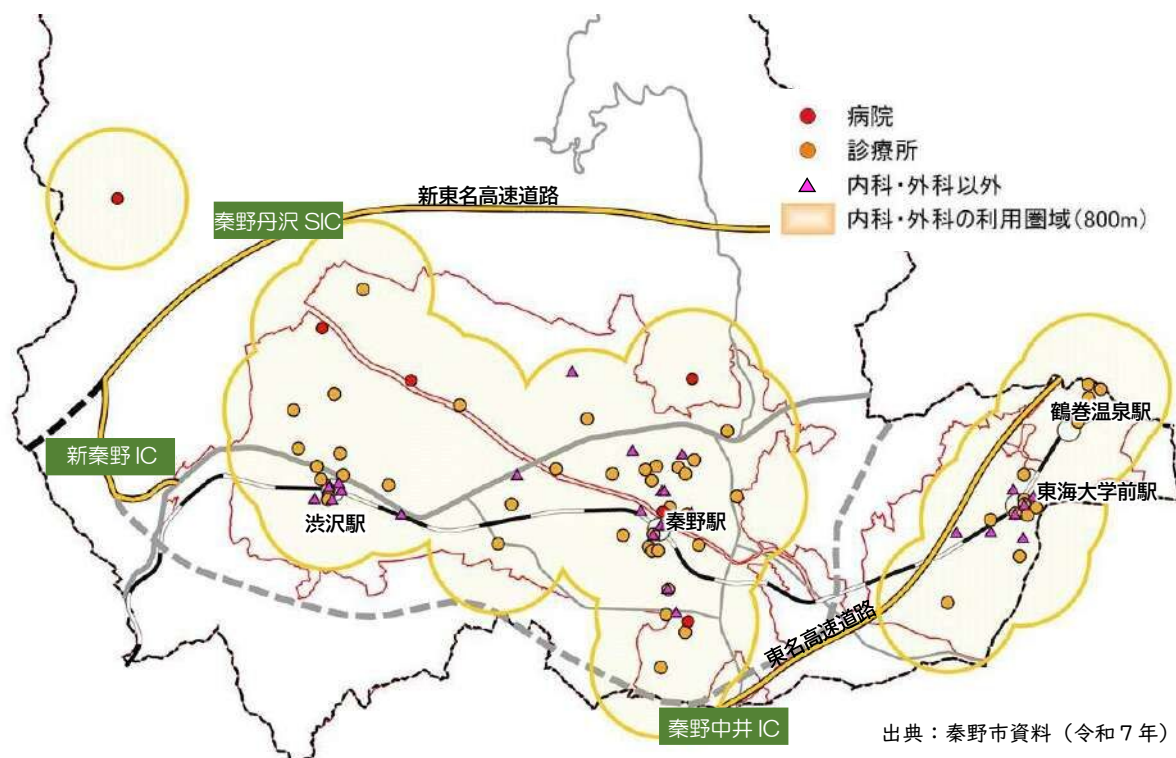 病院
診療所
内科・外科以外
内科・外科の利用圏域(800m)
新東名高速道路
秦野丹沢 SIC
鶴巻温泉駅
新秦野 IC
東海大学前駅
渋沢駅
秦野駅
東名高速道路
秦野中井 IC
出典：秦野市資料（令和７年）